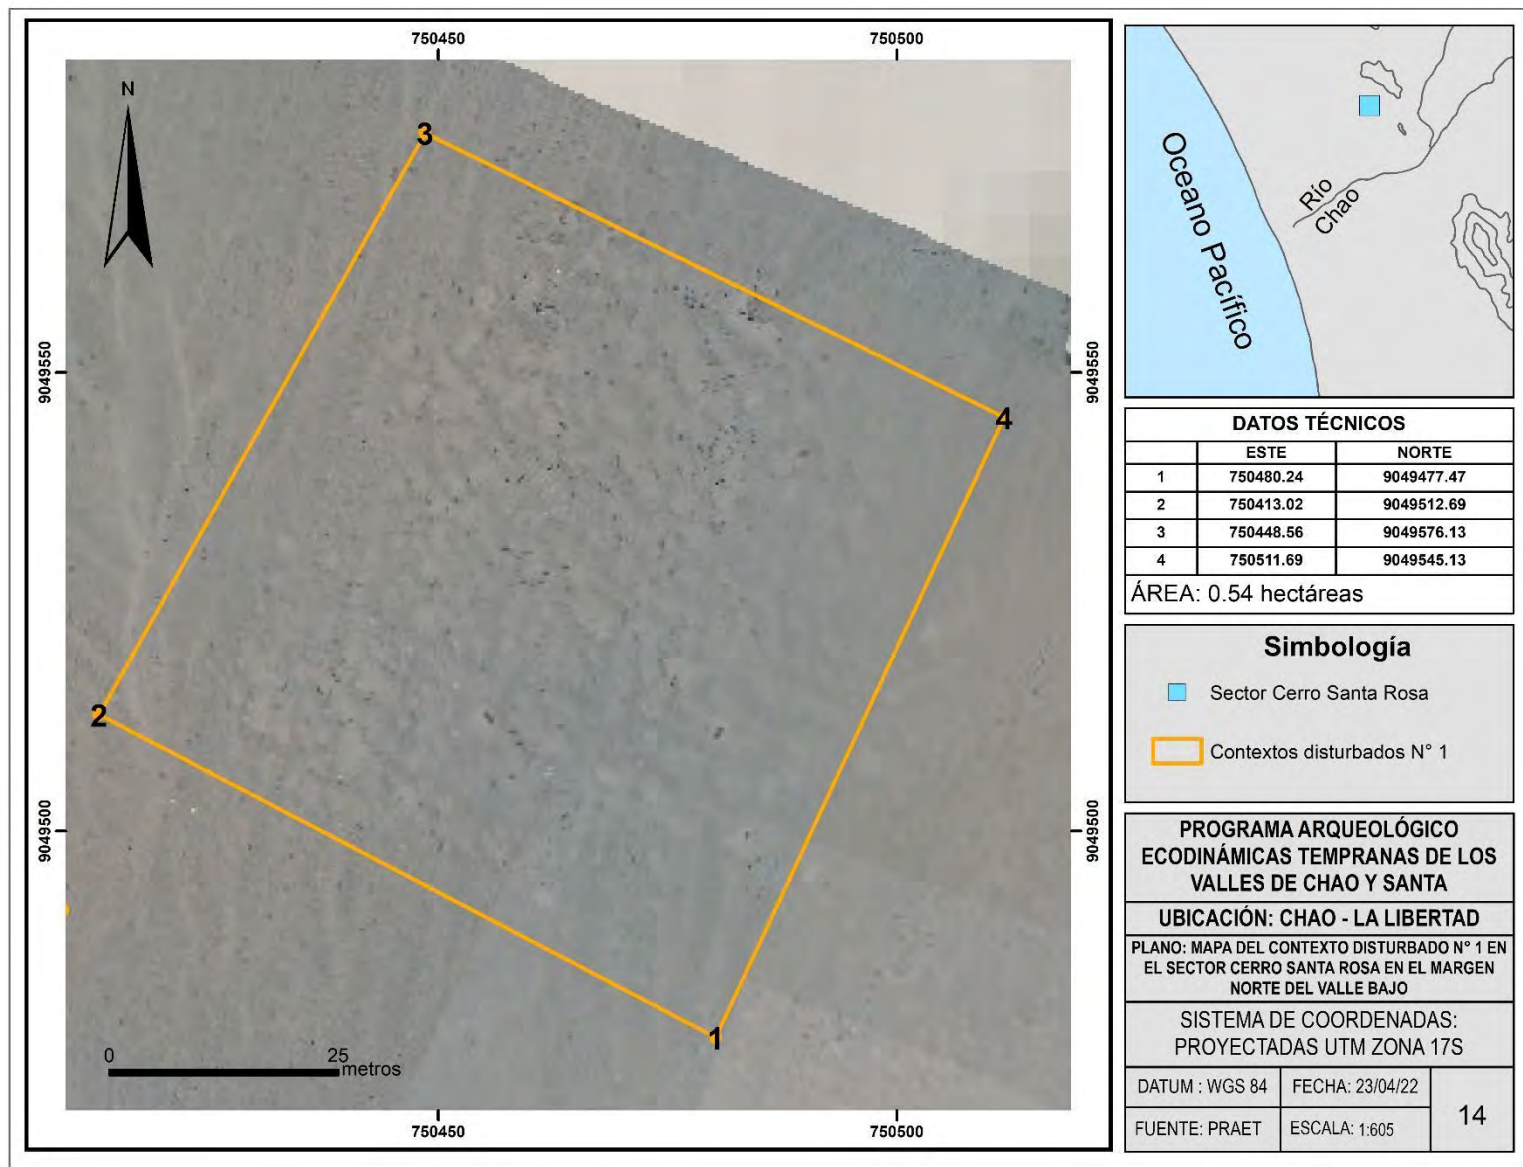 750450
750500
N
3
4
2
1
9049550
9049500
9049550
9049500
0
25
metros
750450
750500
Oceano Pacífico
Río
Chao
DATOS TÉCNICOS
ESTE NORTE
1 750480.24 9049477.47
2 750413.02 9049512.69
3 750448.56 9049576.13
4 750511.69 9049545.13
ÁREA: 0.54 hectáreas
Simbología
Sector Cerro Santa Rosa
Contextos disturbados N° 1
PROGRAMA ARQUEOLÓGICO
ECODINÁMICAS TEMPRANAS DE LOS
VALLES DE CHAO Y SANTA
UBICACIÓN: CHAO - LA LIBERTAD
PLANO: MAPA DEL CONTEXTO DISTURBADO N° 1 EN
EL SECTOR CERRO SANTA ROSA EN EL MARGEN
NORTE DEL VALLE BAJO
SISTEMA DE COORDENADAS:
PROYECTADAS UTM ZONA 17S
DATUM : WGS 84 FECHA: 23/04/22
FUENTE: PRAET ESCALA: 1:605
14